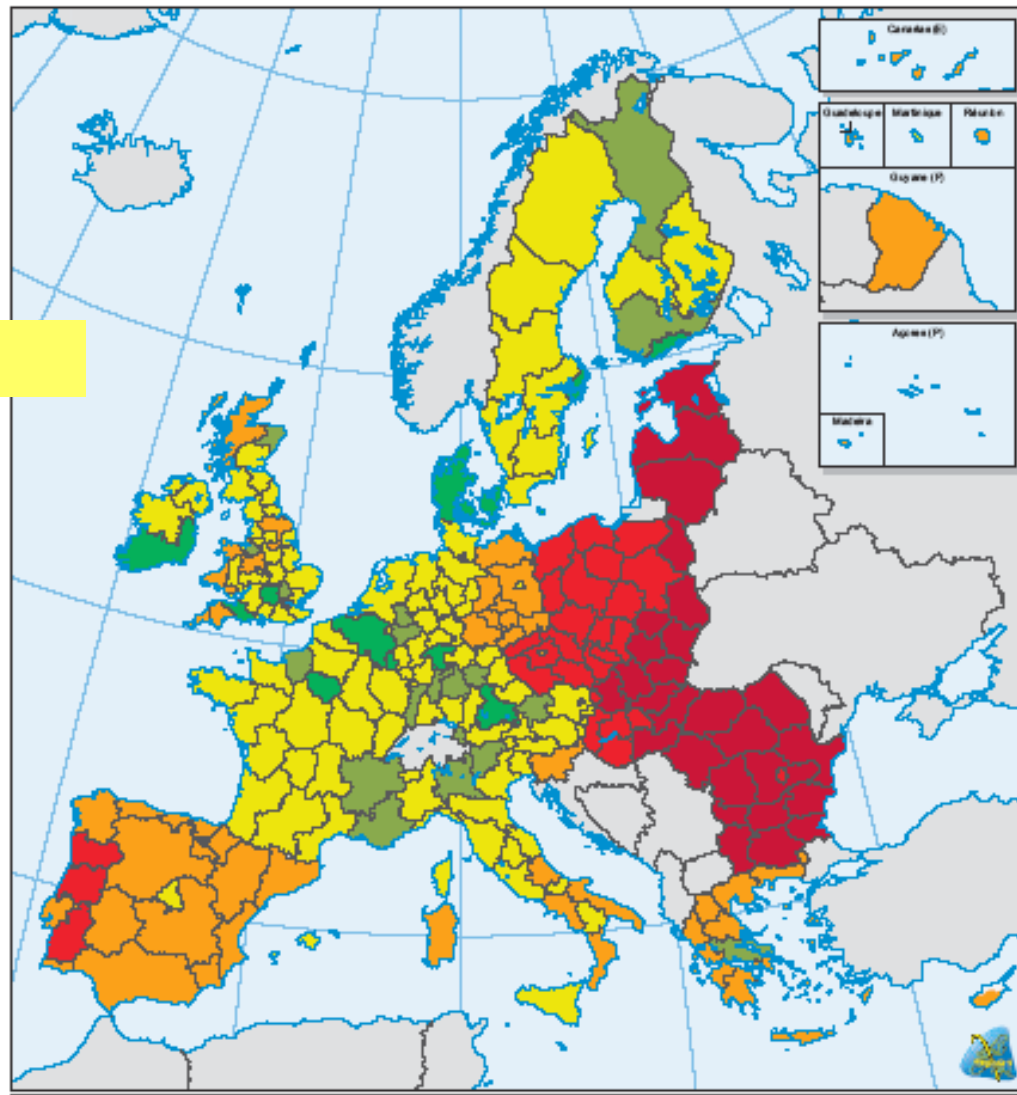 Canarias (E)
Guadeloupe
Martinique
Réunion
Guyane (F)
Açores (P)
Madeira